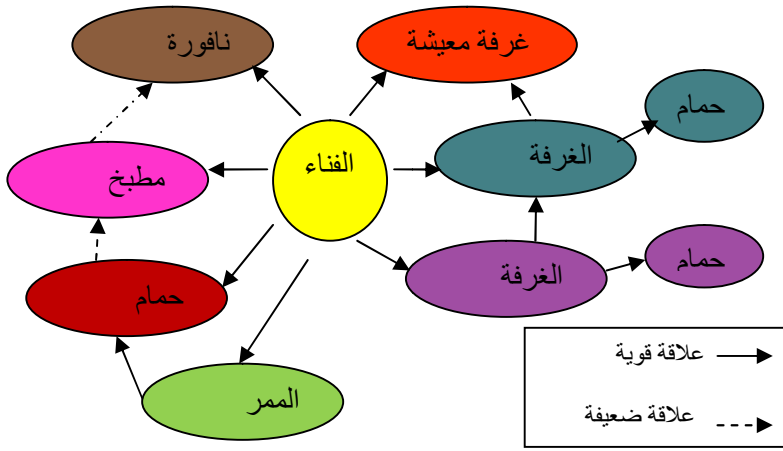 غرفة معيشة
نافورة
حمام
الغرفة
الفناء
مطبخ
حمام
الغرفة
حمام
الممر
علاقة قوية
علاقة ضعيفة